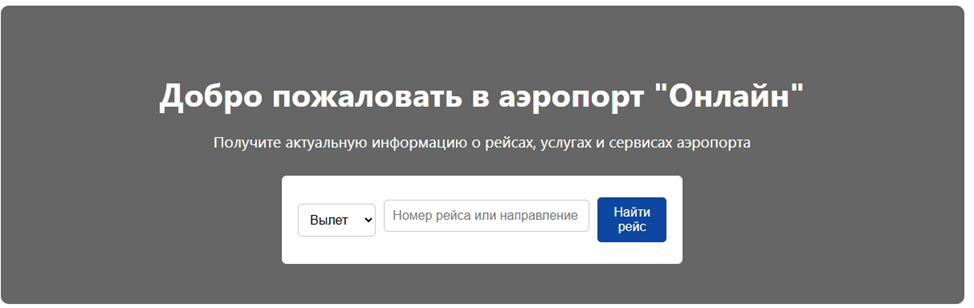 Добро пожаловать в аэропорт "Онлайн"
Получите актуальную информацию о рейсах, услугах и сервисах аэропорта
Вылет
Номер рейса или направление
Найти
рейс